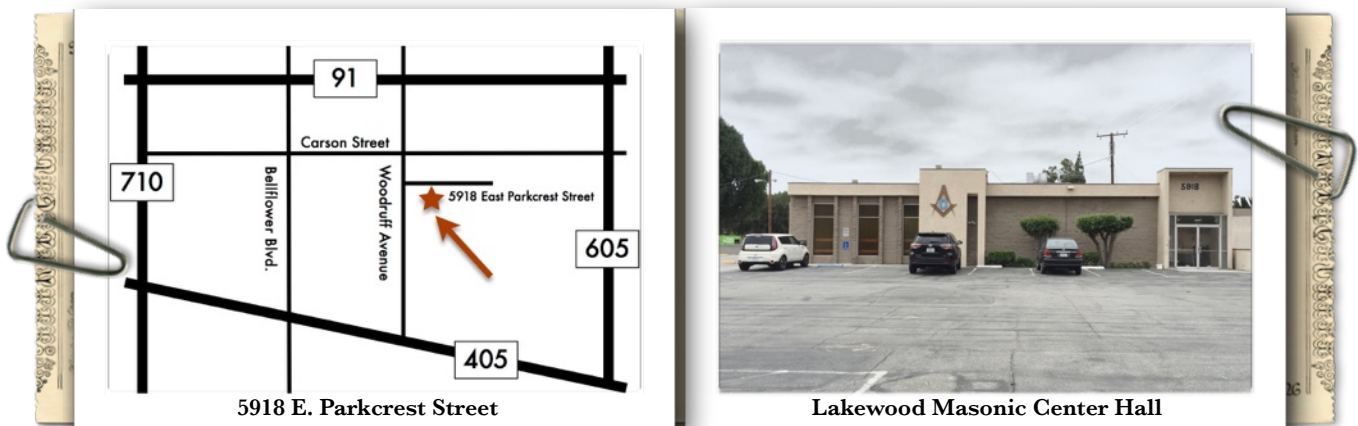 91
Carson Street
710
Bellflower Blvd.
Woodruff Avenue
5918 East Parkcrest Street
605
405
5918 E. Parkcrest Street
5918
Lakewood Masonic Center Hall
26